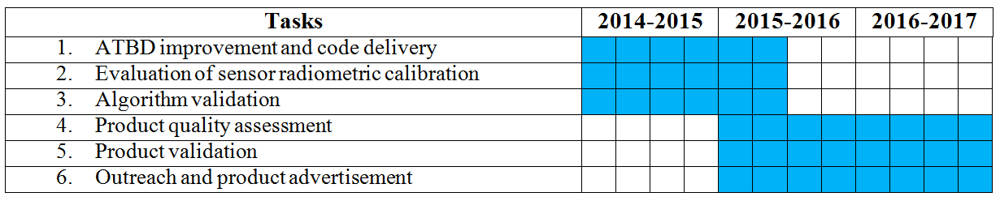 Tasks 2014-2015 2015-2016 2016-2017
1. ATBD improvement and code delivery
2. Evaluation of sensor radiometric calibration
3. Algorithm validation
4. Product quality assessment
5. Product validation
6. Outreach and product advertisement